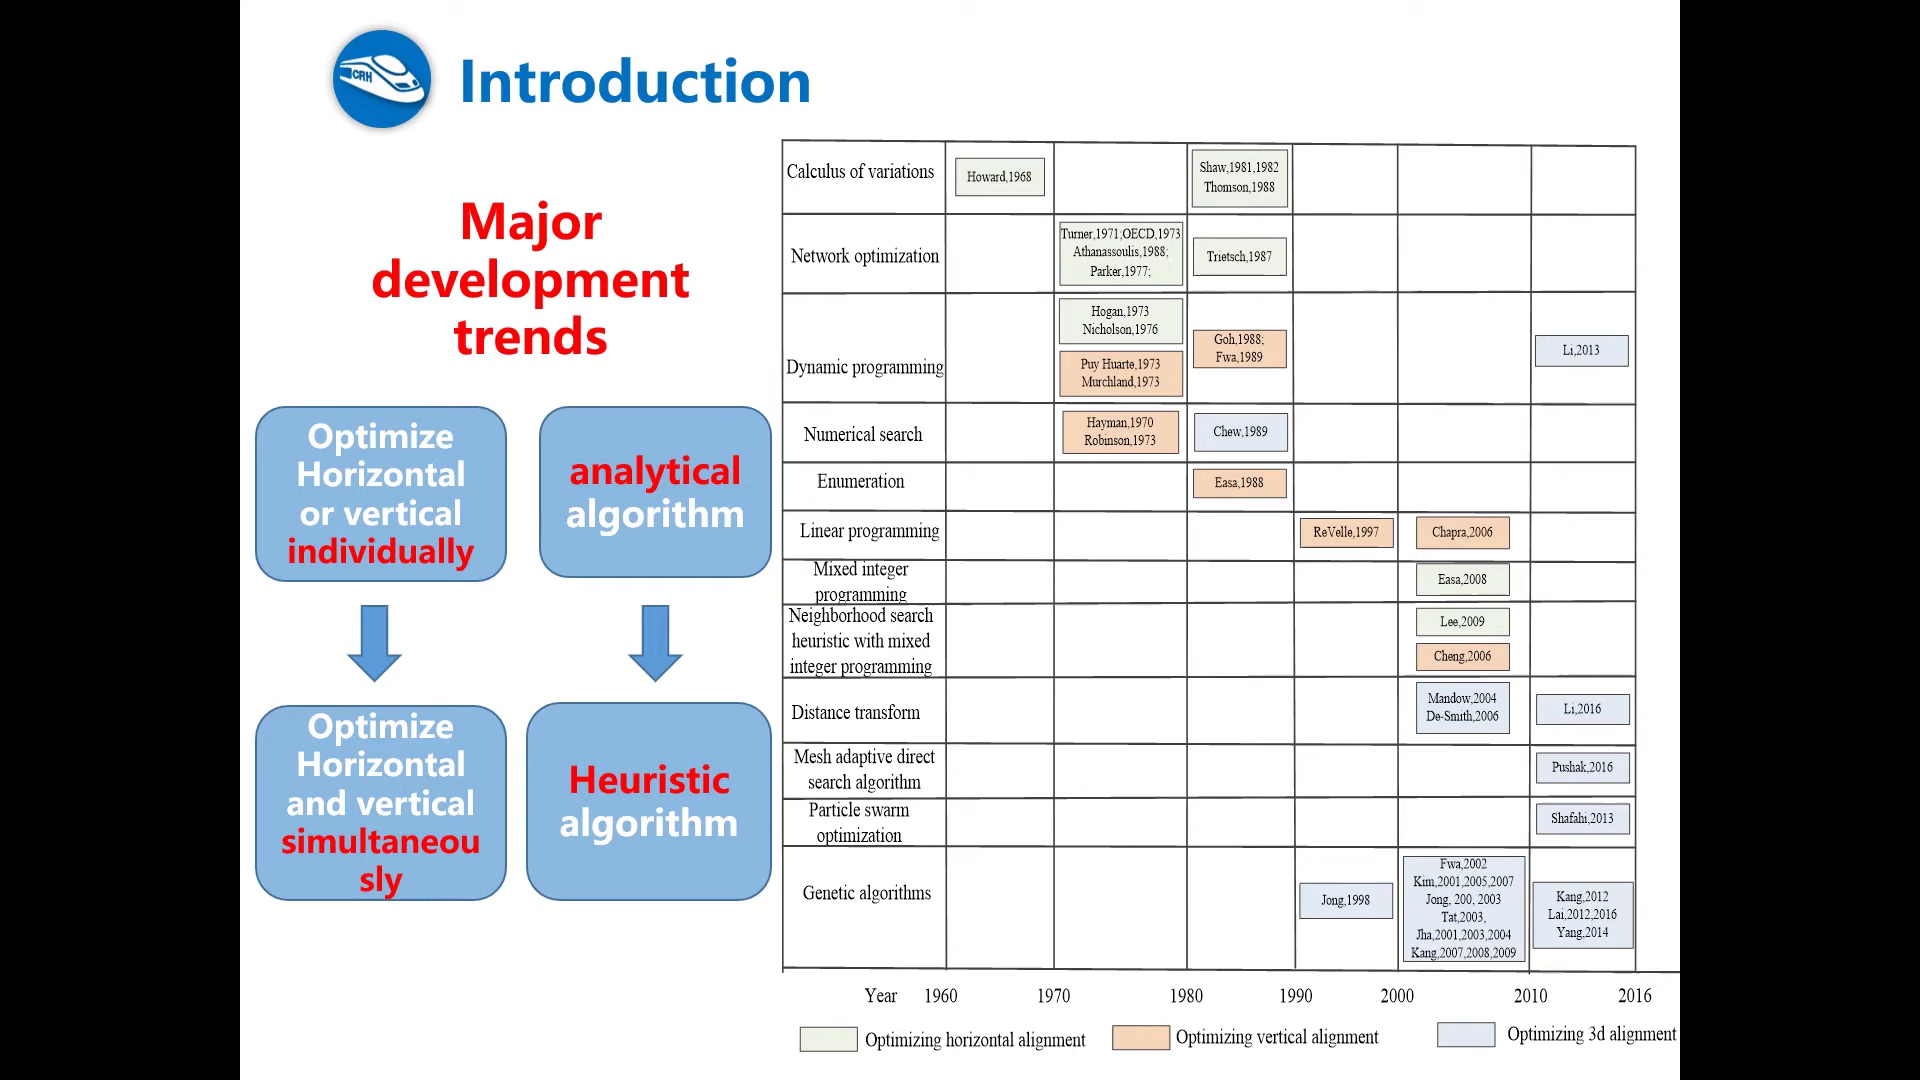 CRH
Introduction
Major
development
trends
Optimize
Horizontal
or vertical
individually
analytical
algorithm
Optimize
Horizontal
and vertical
simultaneou
sly
Heuristic
algorithm
Calculus of variations
Howard,1968
Shaw,1981,1982
Thomson,1988
Network optimization
Turner,1971;OECD,1973
Athanassoulis,1988;
Parker,1977;
Trietsch,1987
Dynamic programming
Hogan,1973
Nicholson,1976
Puy Huarte,1973
Murchland,1973
Goh,1988;
Fwa,1989
Li,2013
Numerical search
Hayman,1970
Robinson,1973
Chew,1989
Enumeration
Easa,1988
Linear programming
ReVelle,1997
Chapra,2006
Mixed integer
programming
Easa,2008
Neighborhood search
heuristic with mixed
integer programming
Lee,2009
Cheng,2006
Distance transform
Mandow,2004
De-Smith,2006
Li,2016
Mesh adaptive direct
search algorithm
Pushak,2016
Particle swarm
optimization
Shafahi,2013
Genetic algorithms
Jong,1998
Fwa,2002
Kim,2001,2005,2007
Jong, 200, 2003
Tat,2003,
Jha,2001,2003,2004
Kang,2007,2008,2009
Kang,2012
Lai,2012,2016
Yang,2014
Year 1960 1970 1980 1990 2000 2010 2016
Optimizing horizontal alignment
Optimizing vertical alignment
Optimizing 3d alignment